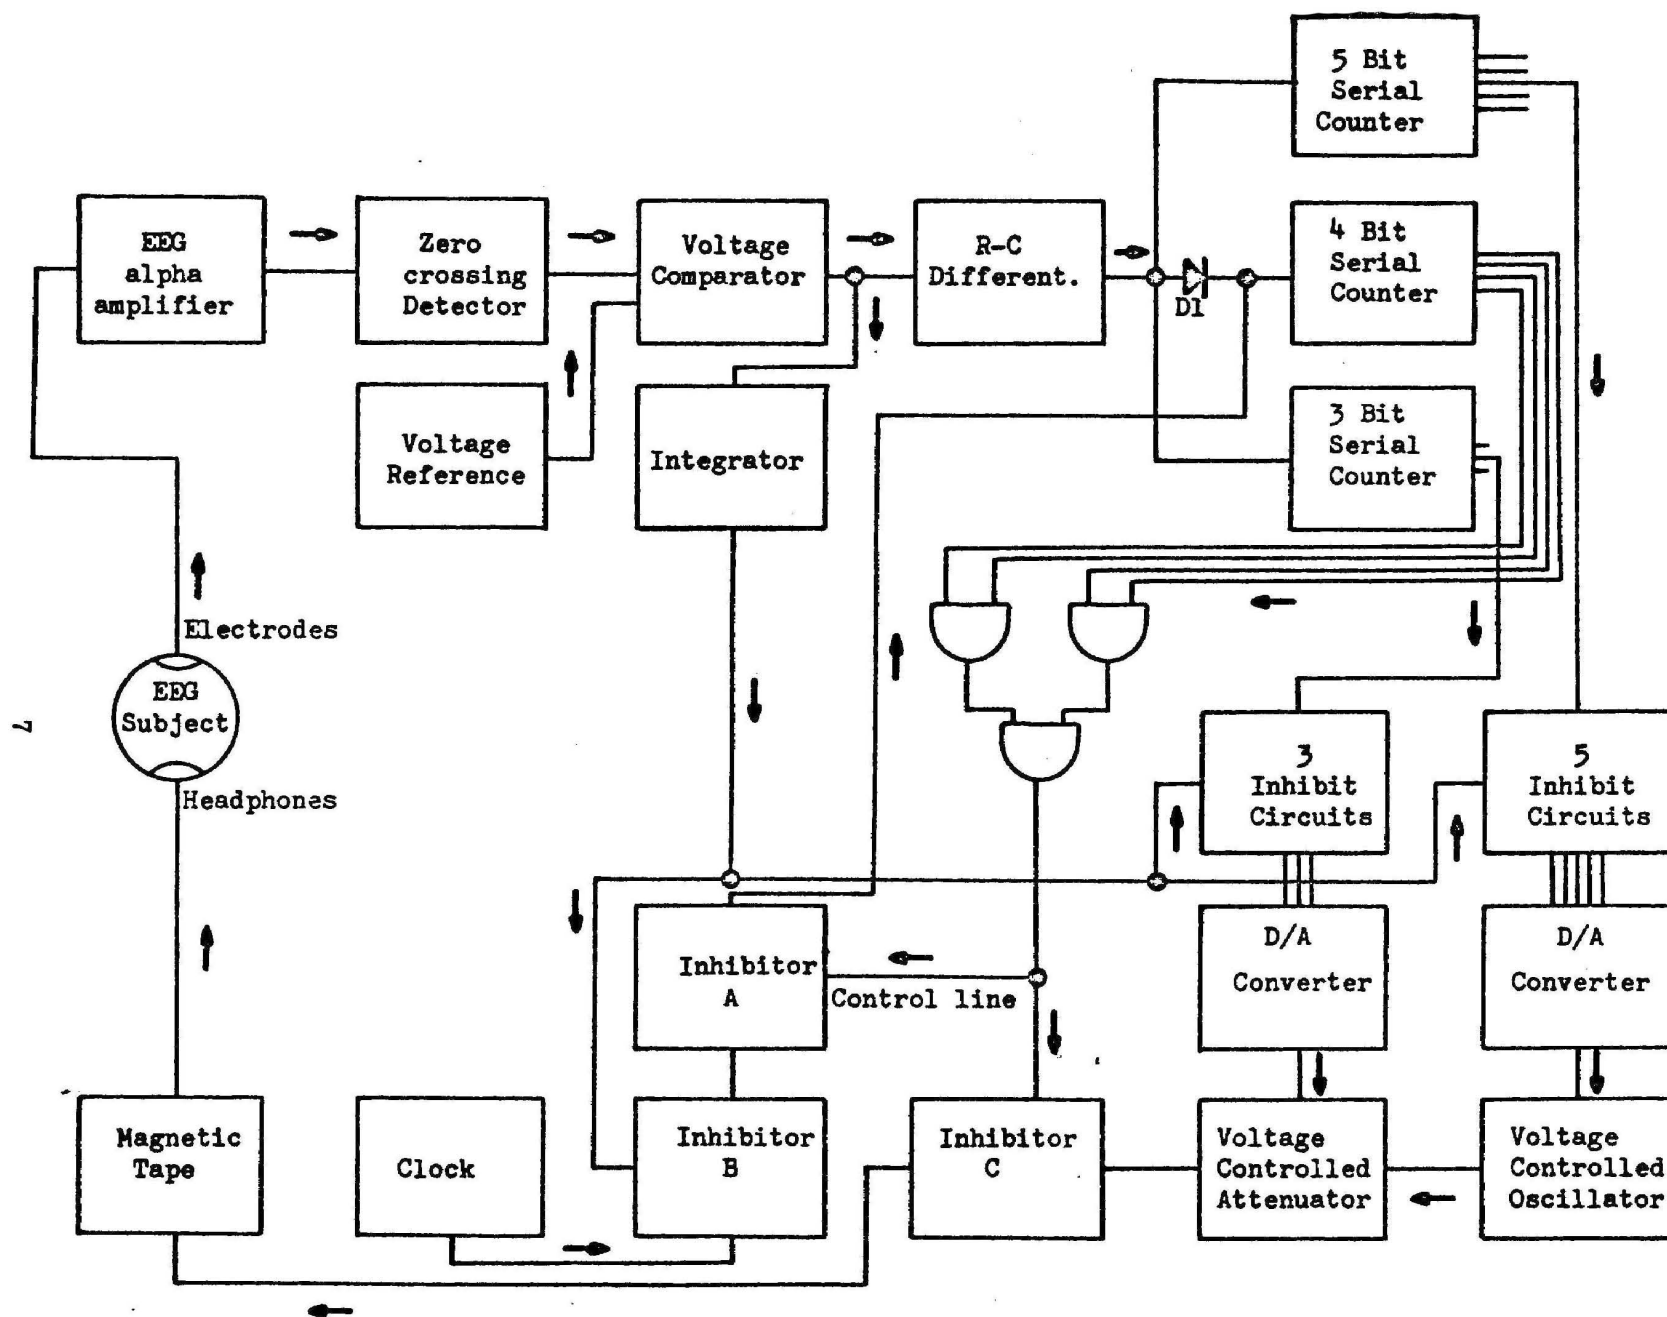 5 Bit
Serial
Counter
EEG
alpha
amplifier
Zero
crossing
Detector
Voltage
Comparator
R-C
Different.
D1
4 Bit
Serial
Counter
Voltage
Reference
Integrator
3 Bit
Serial
Counter
Electrodes
EEG
Subject
Headphones
7
3
Inhibit
Circuits
5
Inhibit
Circuits
Inhibitor
A
Control line
D/A
Converter
D/A
Converter
Magnetic
Tape
Clock
Inhibitor
B
Inhibitor
C
Voltage
Controlled
Attenuator
Voltage
Controlled
Oscillator